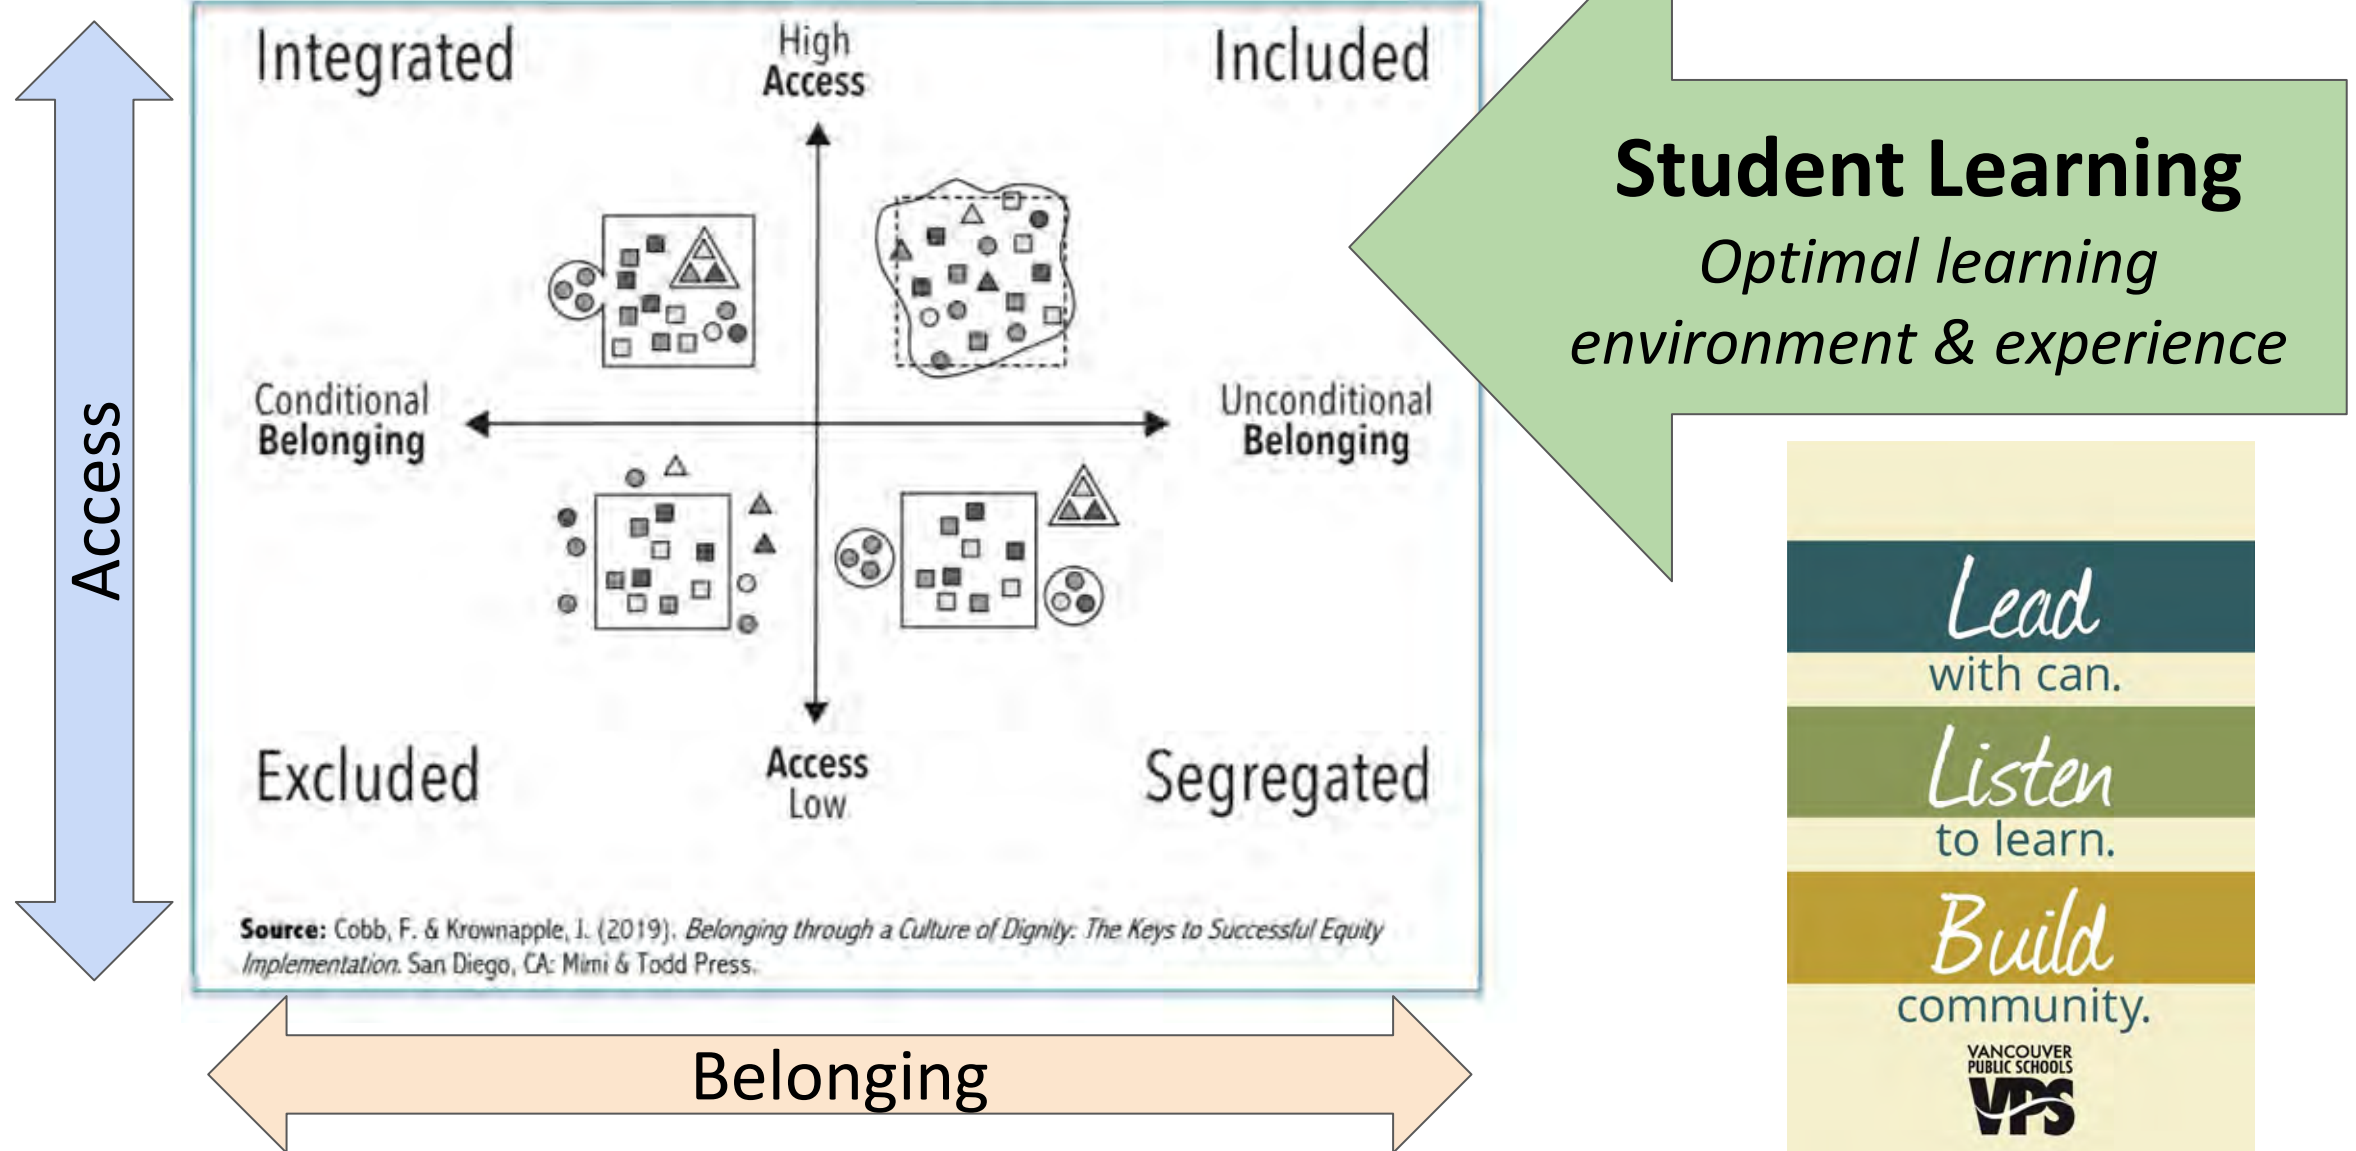 Integrated
High
Access
Included
Conditional
Belonging
Unconditional
Belonging
Excluded
Access
Low
Segregated
Source: Cobb, F. & Krownapple, J. (2019). Belonging through a Culture of Dignity: The Keys to Successful Equity
Implementation. San Diego, CA: Mimi & Todd Press.
Access
Belonging
Student Learning
Optimal learning
environment & experience
Lead
with can.
Listen
to learn.
Build
community.
VANCOUVER
PUBLIC SCHOOLS
VPS